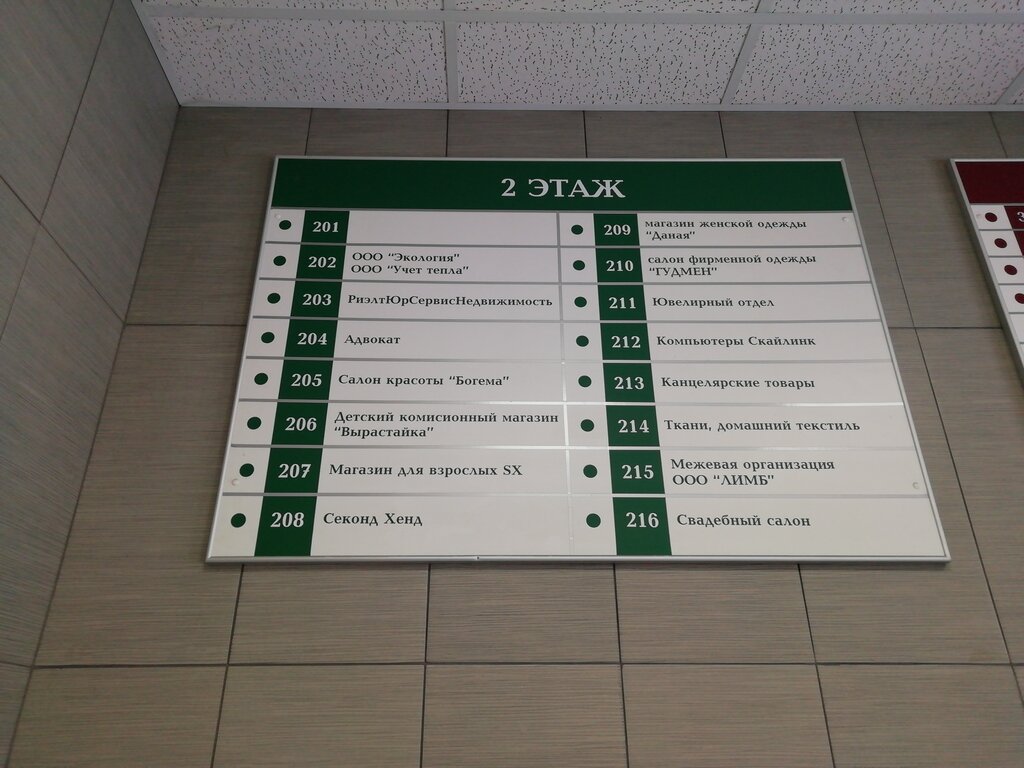 2 ЭТАЖ
201
202 ООО "Экология"
ООО "Учет тепла"
203 РиэлтЮрСервисНедвижимость
204 Адвокат
205 Салон красоты "Богема"
206 Детский комисионный магазин
"Вырастайка"
207 Магазин для взрослых SX
208 Секонд Хенд
209 магазин женской одежды
"Даная"
210 салон фирменной одежды
"ГУДМЕН"
211 Ювелирный отдел
212 Компьютеры Скайлинк
213 Канцелярские товары
214 Ткани, домашний текстиль
215 Межевая организация
ООО "ЛИМБ"
216 Свадебный салон